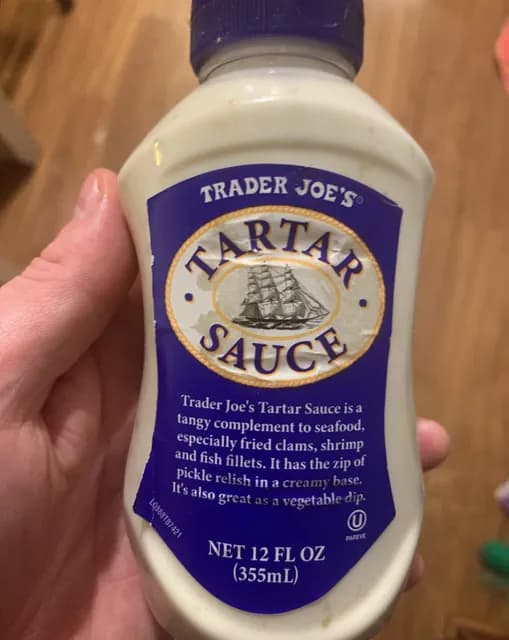 TRADER JOE'S®
TARTAR
SAUCE
Trader Joe's Tartar Sauce is a
tangy complement to seafood,
especially fried clams, shrimp
and fish fillets. It has the zip of
pickle relish in a creamy base.
It's also great as a vegetable dip.
U
PAREVE
NET 12 FL OZ
(355mL)